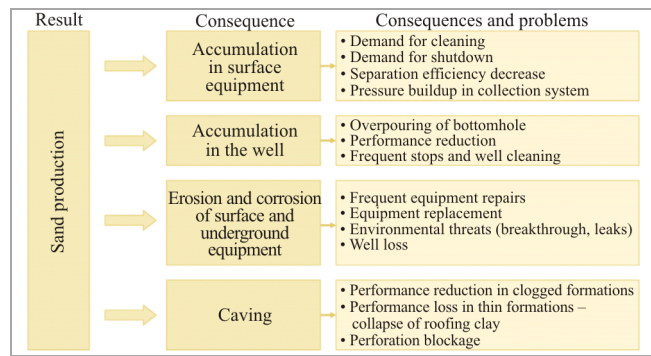 Result
Consequence
Consequences and problems
Sand production
Accumulation
in surface
equipment
• Demand for cleaning
• Demand for shutdown
• Separation efficiency decrease
• Pressure buildup in collection system
Accumulation
in the well
• Overpouring of bottomhole
• Performance reduction
• Frequent stops and well cleaning
Erosion and corrosion
of surface and
underground
equipment
• Frequent equipment repairs
• Equipment replacement
• Environmental threats (breakthrough, leaks)
• Well loss
Caving
• Performance reduction in clogged formations
• Performance loss in thin formations –
collapse of roofing clay
• Perforation blockage